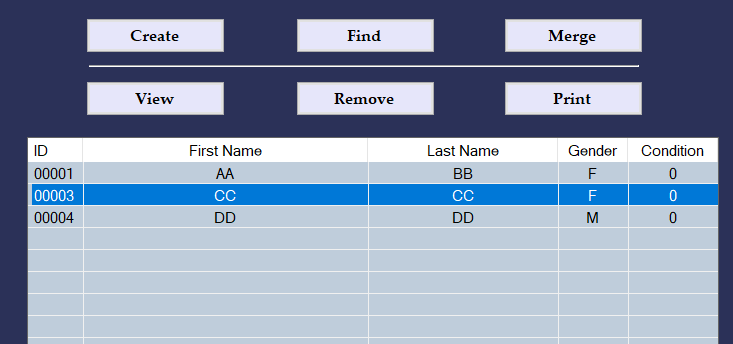 Create Find Merge
View Remove Print
ID First Name Last Name Gender Condition
00001 AA BB F 0
00003 CC CC F 0
00004 DD DD M 0